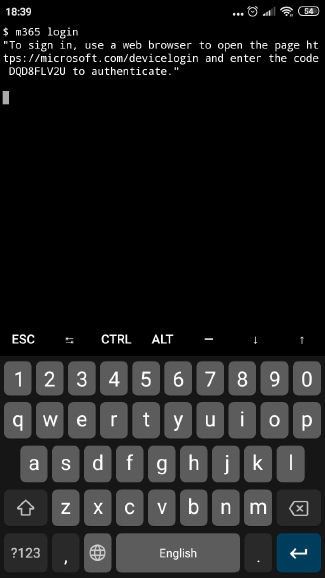 18:39
54
$ m365 login
"To sign in, use a web browser to open the page ht
tps://microsoft.com/devicelogin and enter the code
DQD8FLV2U to authenticate."
ESC CTRL ALT — ↓ ↑
1 2 3 4 5 6 7 8 9 0
q w e r t y u i o p
a s d f g h j k l
z x c v b n m
?123 , English .